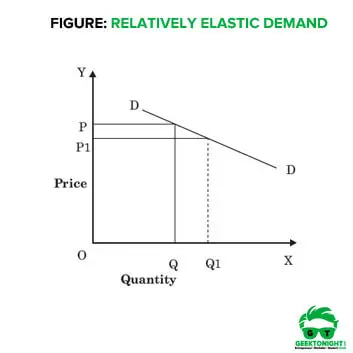 FIGURE: RELATIVELY ELASTIC DEMAND
Y
D
P
P1
D
Price
O
Q
Q1
X
Quantity
G T
GEEKTONIGHT